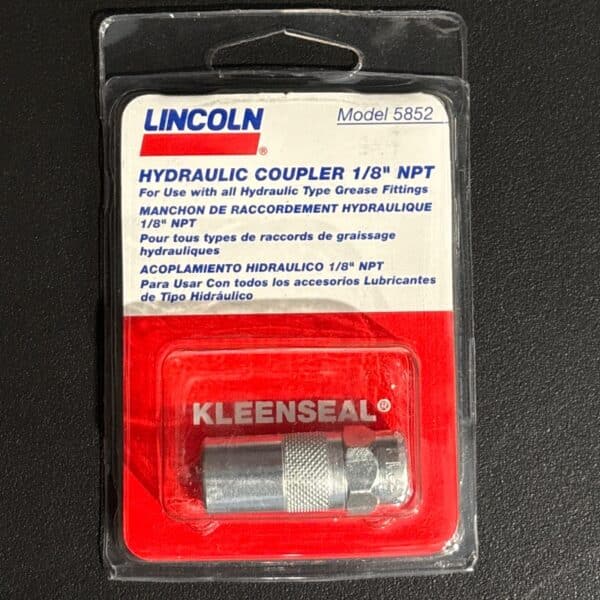 LINCOLN
®
Model 5852
HYDRAULIC COUPLER 1/8" NPT
For Use with all Hydraulic Type Grease Fittings
MANCHON DE RACCORDEMENT HYDRAULIQUE
1/8" NPT
Pour tous types de raccords de graissage
hydrauliques
ACOPLAMIENTO HIDRAULICO 1/8" NPT
Para Usar Con todos los accesorios Lubricantes
de Tipo Hidráulico
KLEENSEAL®